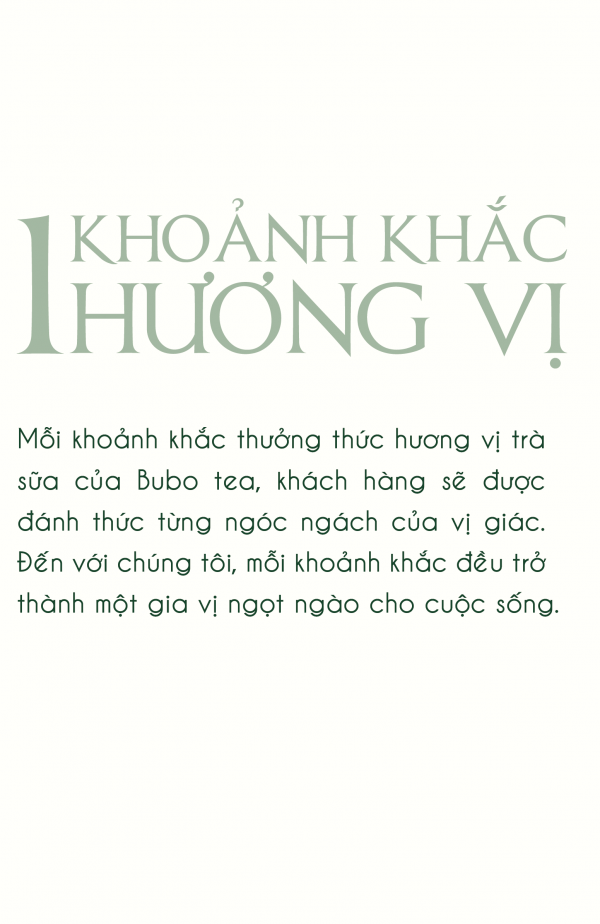 1 KHOẢNH KHẮC
HƯƠNG VỊ
Mỗi khoảnh khắc thưởng thức hương vị trà
sữa của Bubo tea, khách hàng sẽ được
đánh thức từng ngóc ngách của vị giác.
Đến với chúng tôi, mỗi khoảnh khắc đều trở
thành một gia vị ngọt ngào cho cuộc sống.